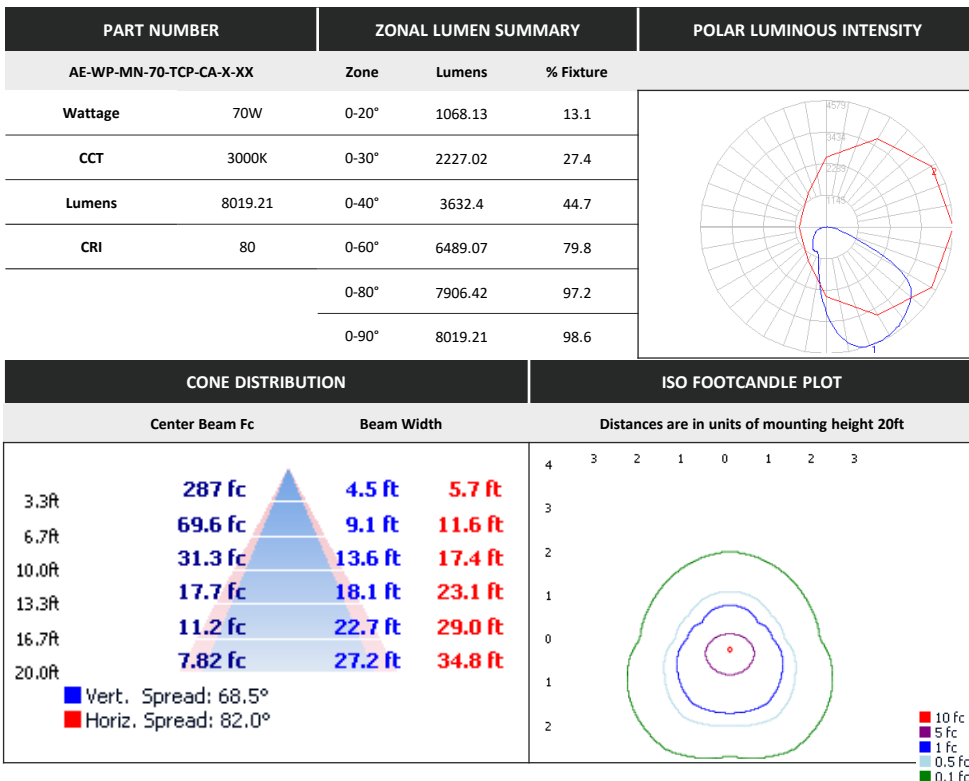 PART NUMBER ZONAL LUMEN SUMMARY POLAR LUMINOUS INTENSITY
AE-WP-MN-70-TCP-CA-X-XX Zone Lumens % Fixture
Wattage 70W 0-20° 1068.13 13.1
CCT 3000K 0-30° 2227.02 27.4
Lumens 8019.21 0-40° 3632.4 44.7
CRI 80 0-60° 6489.07 79.8
0-80° 7906.42 97.2
0-90° 8019.21 98.6
4579
3434
2289
1145
2
1
CONE DISTRIBUTION ISO FOOTCANDLE PLOT
Center Beam Fc Beam Width Distances are in units of mounting height 20ft
3.3ft 287 fc 4.5 ft 5.7 ft
6.7ft 69.6 fc 9.1 ft 11.6 ft
10.0ft 31.3 fc 13.6 ft 17.4 ft
13.3ft 17.7 fc 18.1 ft 23.1 ft
16.7ft 11.2 fc 22.7 ft 29.0 ft
20.0ft 7.82 fc 27.2 ft 34.8 ft
Vert. Spread: 68.5°
Horiz. Spread: 82.0°
4 3 2 1 0 1 2 3
3
2
1
0
1
2
10 fc
5 fc
1 fc
0.5 fc
0.1 fc